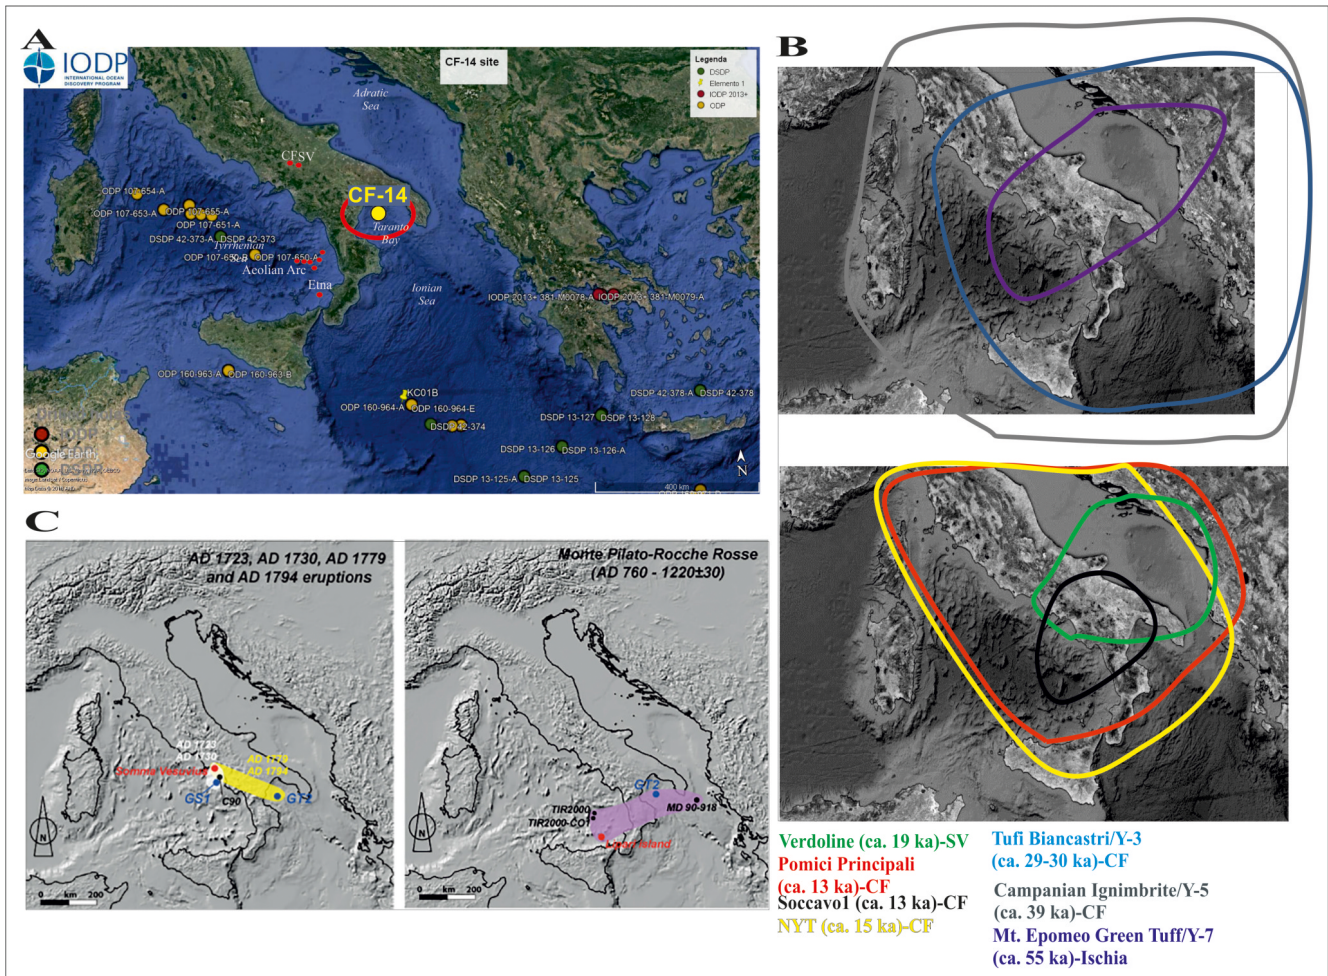 A
IODP
INTERNATIONAL OCEAN
DISCOVERY PROGRAM
CF-14 site
Legenda
DSDP
Elemento 1
IODP 2013+
ODP
Adratic
Sea
CFSV
CF-14
Taranto
Bay
ODP 107-654-A
ODP 107-653-A
ODP 107-655-A
ODP 107-651-A
DSDP 42-373-A
DSDP 42-373
Tyrrhenian
Sea
ODP 107-650-B
ODP 107-650-A
Aeolian Arc
Etna
Ionian
Sea
IODP 2013+ 381-M0078-A
IODP 2013+ 381-M0079-A
ODP 160-963-A
ODP 160-963-B
KC01B
ODP 160-964-A
ODP 160-964-E
DSDP 42-374
DSDP 42-378-A
DSDP 42-378
DSDP 13-127
DSDP 13-128
DSDP 13-126
DSDP 13-126-A
DSDP 13-125-A
DSDP 13-125
Google Earth
N
400 km
B
C
AD 1723, AD 1730, AD 1779
and AD 1794 eruptions
AD 1723
AD 1730
AD 1779
AD 1794
Somma Vesuvius
GS1
C90
GT1
N
0 km 200
Monte Pilato-Rocche Rosse
(AD 760 - 1220±30)
GT2
MD 90-918
TIR2000
TIR2000-CO1
Lipari Island
N
0 km 200
Verdoline (ca. 19 ka)-SV
Pomici Principali
(ca. 13 ka)-CF
Soccavo1 (ca. 13 ka)-CF
NYT (ca. 15 ka)-CF
Tufi Biancastri/Y-3
(ca. 29-30 ka)-CF
Campanian Ignimbrite/Y-5
(ca. 39 ka)-CF
Mt. Epomeo Green Tuff/Y-7
(ca. 55 ka)-Ischia